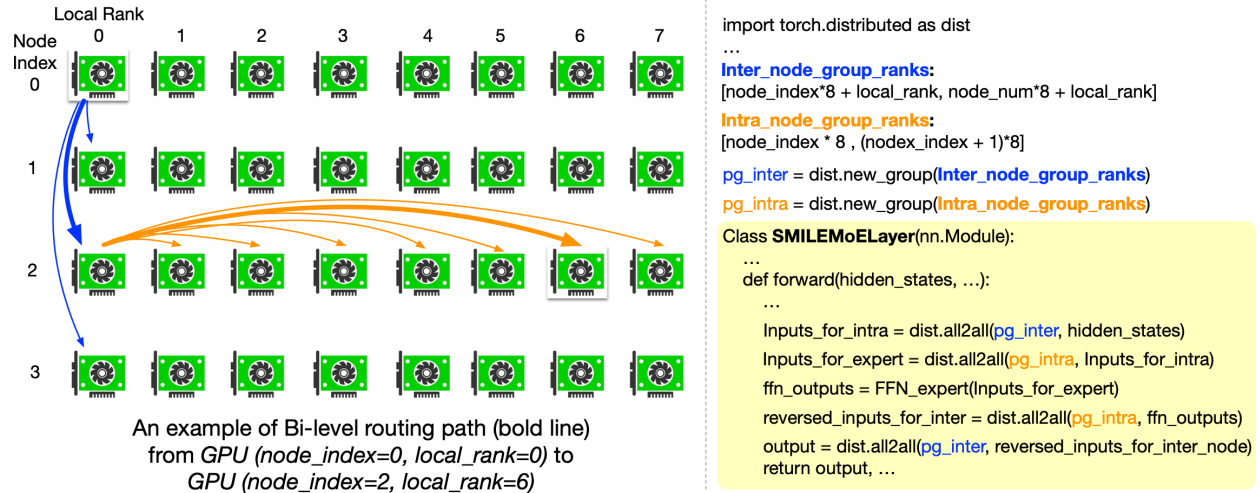 Local Rank
Node
Index
0 1 2 3 4 5 6 7
0
1
2
3
An example of Bi-level routing path (bold line)
from GPU (node_index=0, local_rank=0) to
GPU (node_index=2, local_rank=6)
import torch.distributed as dist
...
Inter_node_group_ranks:
[node_index*8 + local_rank, node_num*8 + local_rank]
Intra_node_group_ranks:
[node_index * 8 , (nodex_index + 1)*8]
pg_inter = dist.new_group(Inter_node_group_ranks)
pg_intra = dist.new_group(Intra_node_group_ranks)
Class SMILEMoELayer(nn.Module):
...
def forward(hidden_states, ...):
...
Inputs_for_intra = dist.all2all(pg_inter, hidden_states)
Inputs_for_expert = dist.all2all(pg_intra, Inputs_for_intra)
ffn_outputs = FFN_expert(Inputs_for_expert)
reversed_inputs_for_inter = dist.all2all(pg_intra, ffn_outputs)
output = dist.all2all(pg_inter, reversed_inputs_for_inter_node)
return output, ...